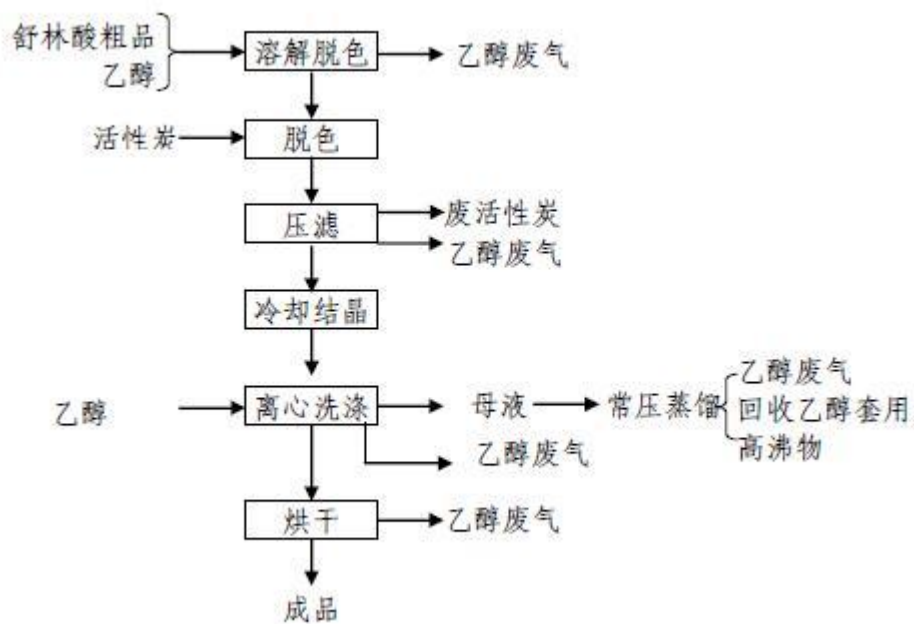 舒林酸粗品
乙醇
溶解脱色
乙醇废气
活性炭
脱色
压滤
废活性炭
乙醇废气
冷却结晶
乙醇
离心洗涤
母液
常压蒸馏
乙醇废气
回收乙醇套用
高沸物
乙醇废气
烘干
乙醇废气
成品